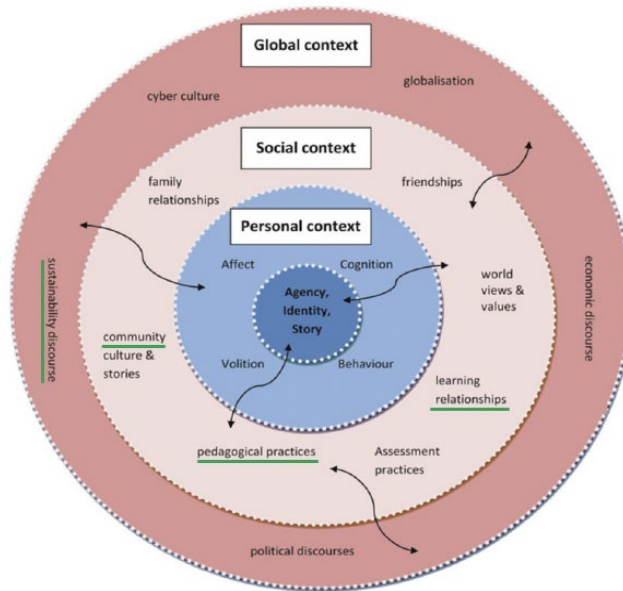 Global context
globalisation
cyber culture
Social context
family
relationships
friendships
Personal context
Affect
Cognition
Agency,
Identity,
Story
world
views &
values
sustainability discourse
economic discourse
community
culture &
stories
Volition
Behaviour
learning
relationships
pedagogical practices
Assessment
practices
political discourses